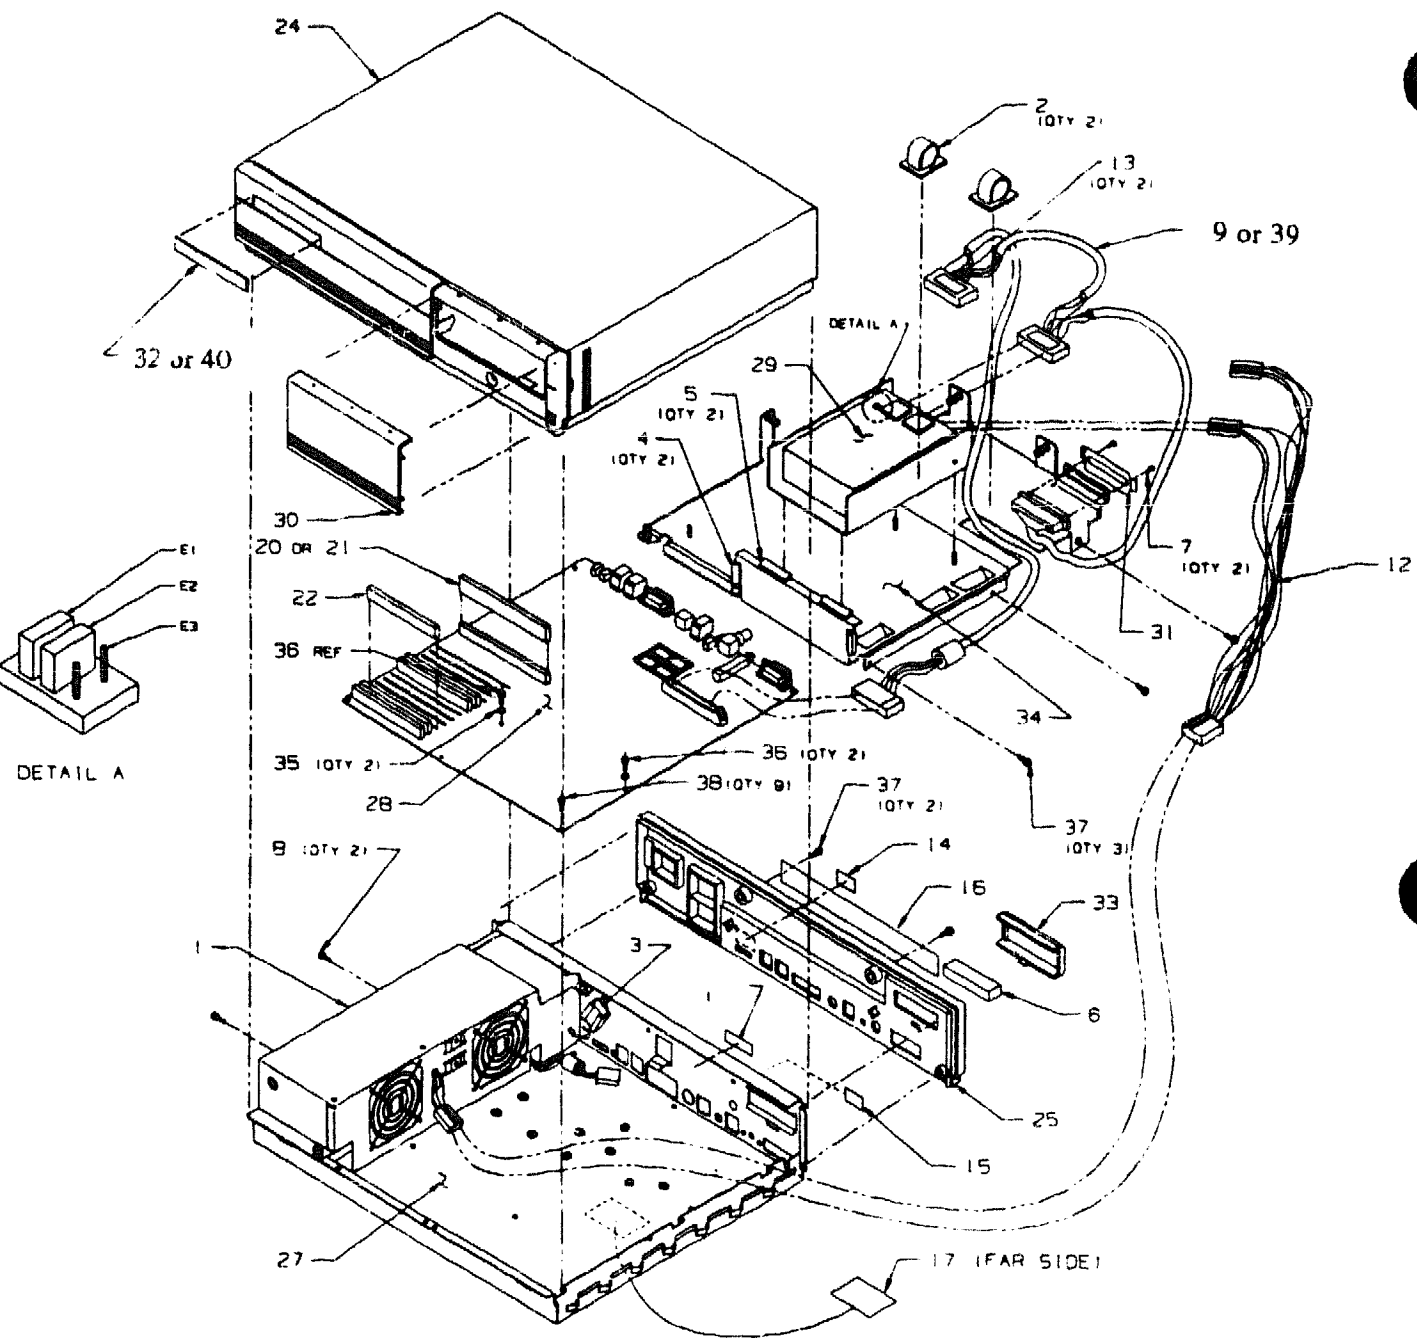 24
2
(QTY 2)
13
(QTY 2)
9 or 39
32 or 40
DETAIL A
29
5
(QTY 2)
4
(QTY 2)
30
20 OR 21
22
36 REF
E1
E2
E3
DETAIL A
7
(QTY 2)
12
31
34
35 (QTY 2)
28
36 (QTY 2)
38 (QTY 9)
37
(QTY 2)
37
(QTY 3)
8 (QTY 2)
14
16
33
1
3
6
25
15
27
17 (FAR SIDE)